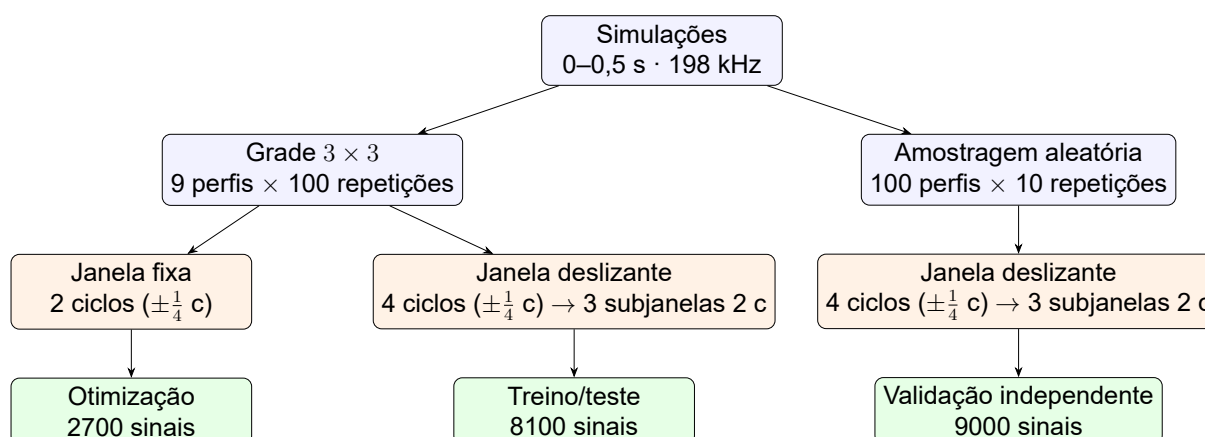 Simulações
0–0,5 s · 198 kHz
Grade 3 × 3
9 perfis × 100 repetições
Amostragem aleatória
100 perfis × 10 repetições
Janela fixa
2 ciclos (±1/4 c)
Janela deslizante
4 ciclos (±1/4 c) → 3 subjanelas 2 c
Janela deslizante
4 ciclos (±1/4 c) → 3 subjanelas 2 c
Otimização
2700 sinais
Treino/teste
8100 sinais
Validação independente
9000 sinais